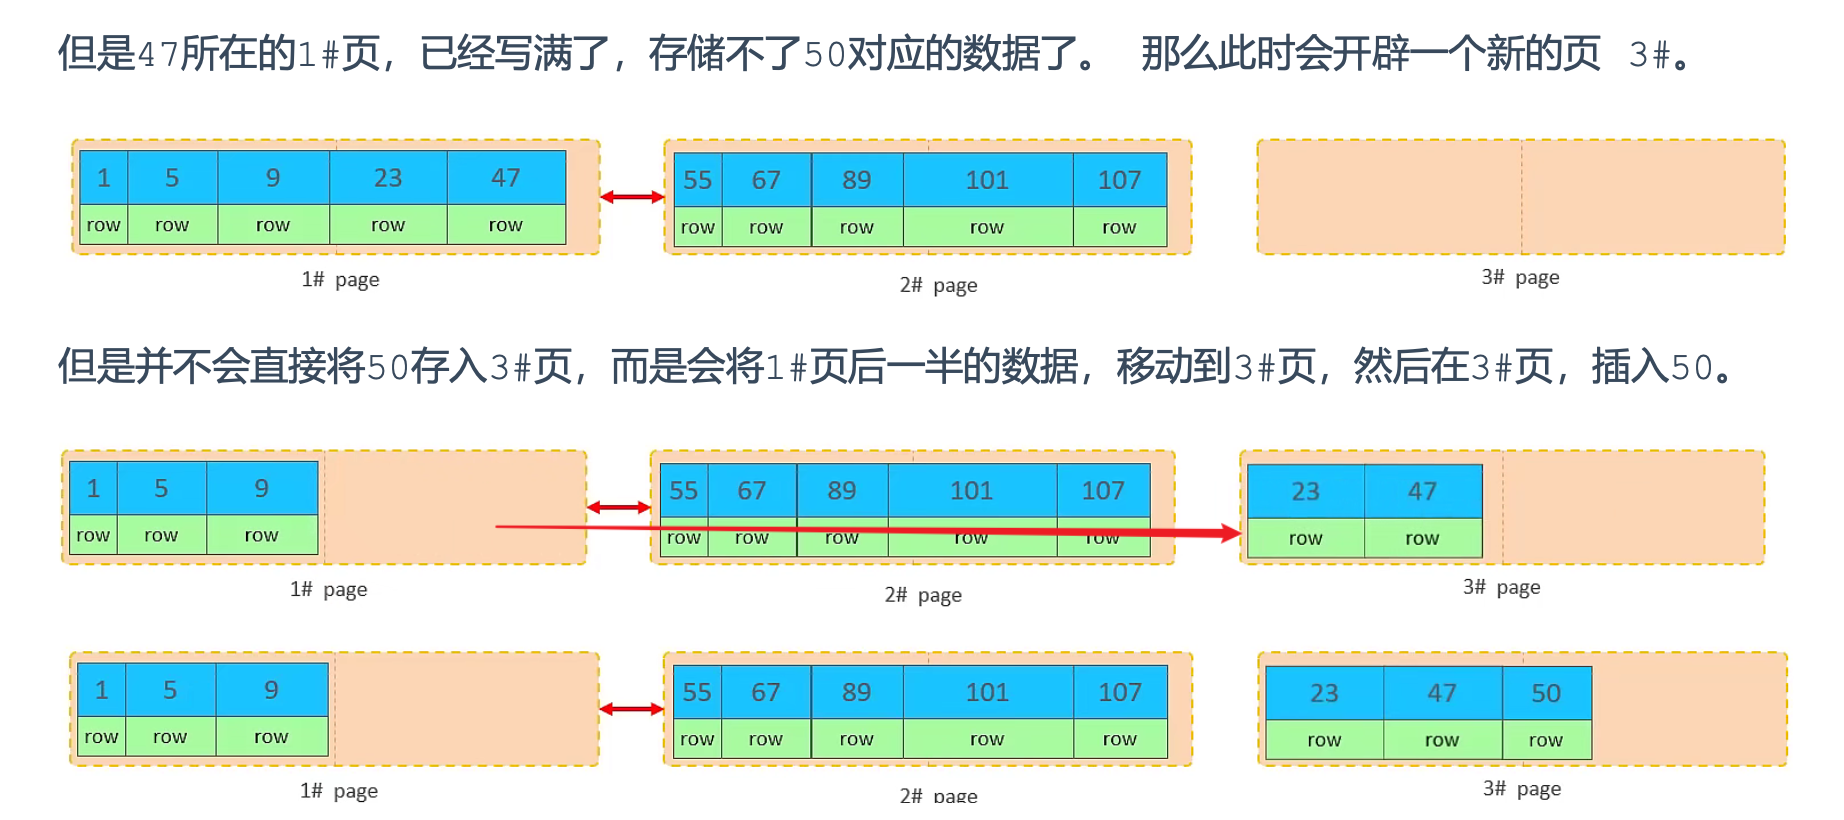 但是47所在的1#页，已经写满了，存储不了50对应的数据了。 那么此时会开辟一个新的页 3#。
1 5 9 23 47 55 67 89 101 107
row row row row row row row row row row
1# page 2# page 3# page
但是并不会直接将50存入3#页，而是会将1#页后一半的数据，移动到3#页，然后在3#页，插入50。
1 5 9 55 67 89 101 107 23 47
row row row row row row row row row row
1# page 2# page 3# page
1 5 9 55 67 89 101 107 23 47 50
row row row row row row row row row row row
1# page 2# page 3# page